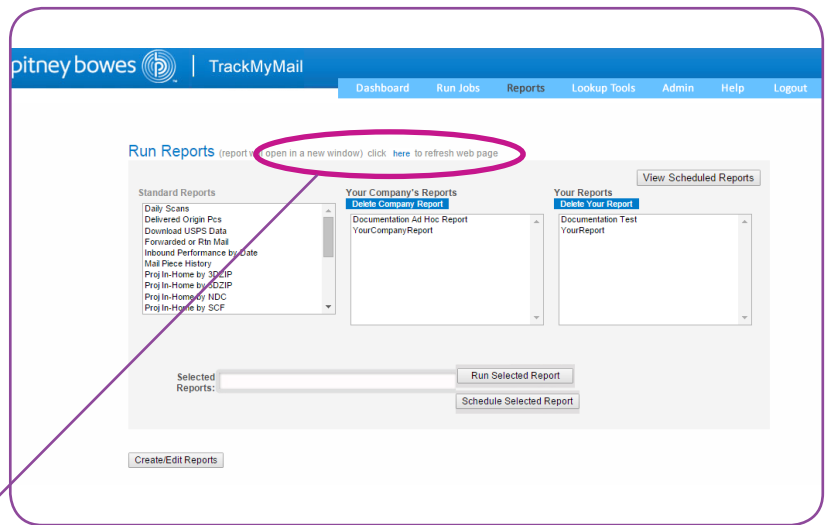 pitney bowes | TrackMyMail
Dashboard Run Jobs Reports Lookup Tools Admin Help Logout
Run Reports (report will open in a new window) click here to refresh web page
View Scheduled Reports
Standard Reports
Daily Scans
Delivered Origin Pcs
Download USPS Data
Forwarded or Rtn Mail
Inbound Performance by Date
Mail Piece History
Proj In-Home by 3DZIP
Proj In-Home by 5DZIP
Proj In-Home by NDC
Proj In-Home by SCF
Your Company's Reports
Delete Company Report
Documentation Ad Hoc Report
YourCompanyReport
Your Reports
Delete Your Report
Documentation Test
YourReport
Selected
Reports:
Run Selected Report
Schedule Selected Report
Create/Edit Reports